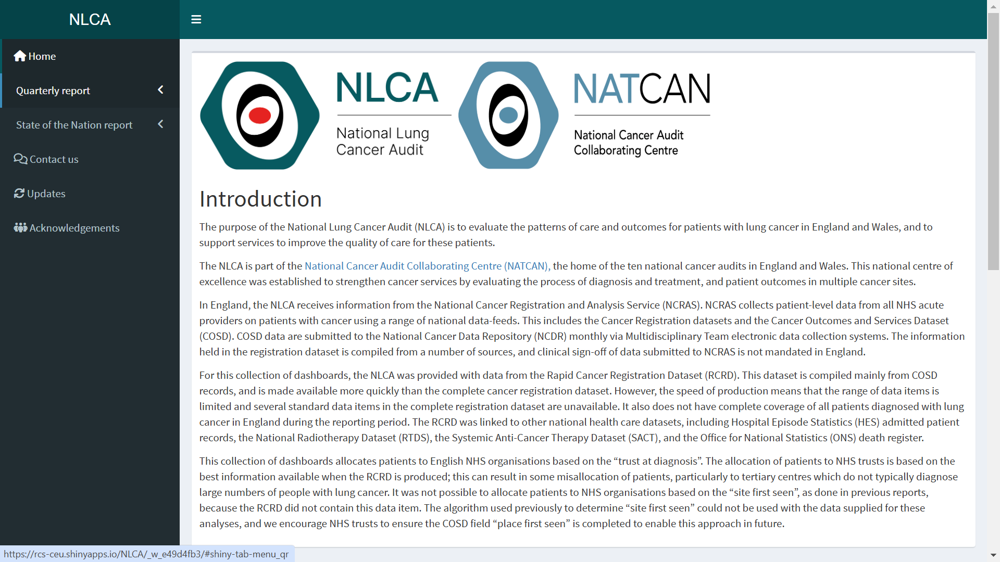 NLCA
Home
Quarterly report
State of the Nation report
Contact us
Updates
Acknowledgements
NLCA
National Lung
Cancer Audit
NATCAN
National Cancer Audit
Collaborating Centre
Introduction
The purpose of the National Lung Cancer Audit (NLCA) is to evaluate the patterns of care and outcomes for patients with lung cancer in England and Wales, and to
support services to improve the quality of care for these patients.
The NLCA is part of the National Cancer Audit Collaborating Centre (NATCAN), the home of the ten national cancer audits in England and Wales. This national centre of
excellence was established to strengthen cancer services by evaluating the process of diagnosis and treatment, and patient outcomes in multiple cancer sites.
In England, the NLCA receives information from the National Cancer Registration and Analysis Service (NCRAS). NCRAS collects patient-level data from all NHS acute
providers on patients with cancer using a range of national data-feeds. This includes the Cancer Registration datasets and the Cancer Outcomes and Services Dataset
(COSD). COSD data are submitted to the National Cancer Data Repository (NCDR) monthly via Multidisciplinary Team electronic data collection systems. The information
held in the registration dataset is compiled from a number of sources, and clinical sign-off of data submitted to NCRAS is not mandated in England.
For this collection of dashboards, the NLCA was provided with data from the Rapid Cancer Registration Dataset (RCRD). This dataset is compiled mainly from COSD
records, and is made available more quickly than the complete cancer registration dataset. However, the speed of production means that the range of data items is
limited and several standard data items in the complete registration dataset are unavailable. It also does not have complete coverage of all patients diagnosed with lung
cancer in England during the reporting period. The RCRD was linked to other national health care datasets, including Hospital Episode Statistics (HES) admitted patient
records, the National Radiotherapy Dataset (RTDS), the Systemic Anti-Cancer Therapy Dataset (SACT), and the Office for National Statistics (ONS) death register.
This collection of dashboards allocates patients to English NHS organisations based on the “trust at diagnosis”. The allocation of patients to NHS trusts is based on the
best information available when the RCRD is produced; this can result in some misallocation of patients, particularly to tertiary centres which do not typically diagnose
large numbers of people with lung cancer. It was not possible to allocate patients to NHS organisations based on the “site first seen”, as done in previous reports,
because the RCRD did not contain this data item. The algorithm used previously to determine “site first seen” could not be used with the data supplied for these
analyses, and we encourage NHS trusts to ensure the COSD field “place first seen” is completed to enable this approach in future.
https://rcs-ceu.shinyapps.io/NLCA/_w_e49d4fb3/#shiny-tab-menu_qr